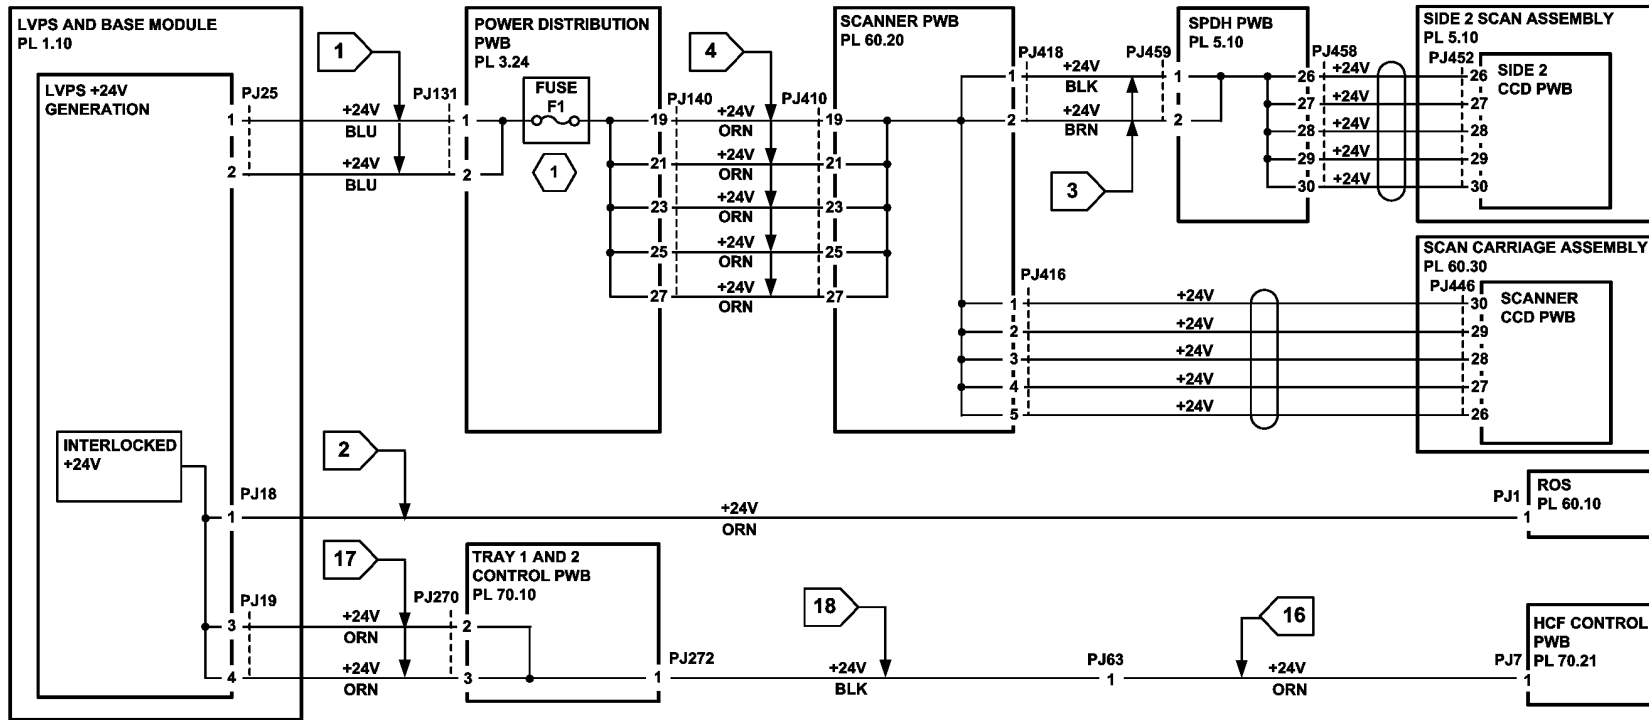 LVPS AND BASE MODULE
PL 1.10
LVPS +24V
GENERATION
PJ25
1
2
INTERLOCKED
+24V
PJ18
1
PJ19
3
4
1
+24V
BLU
+24V
BLU
PJ131
1
2
POWER DISTRIBUTION
PWB
PL 3.24
FUSE
F1
1
19
21
23
25
27
PJ140
4
+24V
ORN
+24V
ORN
+24V
ORN
+24V
ORN
+24V
ORN
PJ410
SCANNER PWB
PL 60.20
19
21
23
25
27
1
2
PJ418
+24V
BLK
+24V
BRN
3
PJ459
SPDH PWB
PL 5.10
1
2
PJ458
26
27
28
29
30
+24V
+24V
+24V
+24V
+24V
SIDE 2 SCAN ASSEMBLY
PL 5.10
PJ452
26
27
28
29
30
SIDE 2
CCD PWB
PJ416
1
2
3
4
5
+24V
+24V
+24V
+24V
+24V
SCAN CARRIAGE ASSEMBLY
PL 60.30
PJ446
30
29
28
27
26
SCANNER
CCD PWB
2
+24V
ORN
PJ1
1
ROS
PL 60.10
17
+24V
ORN
+24V
ORN
PJ270
2
3
TRAY 1 AND 2
CONTROL PWB
PL 70.10
1
PJ272
18
+24V
BLK
PJ63
1
16
+24V
ORN
PJ7
1
HCF CONTROL
PWB
PL 70.21